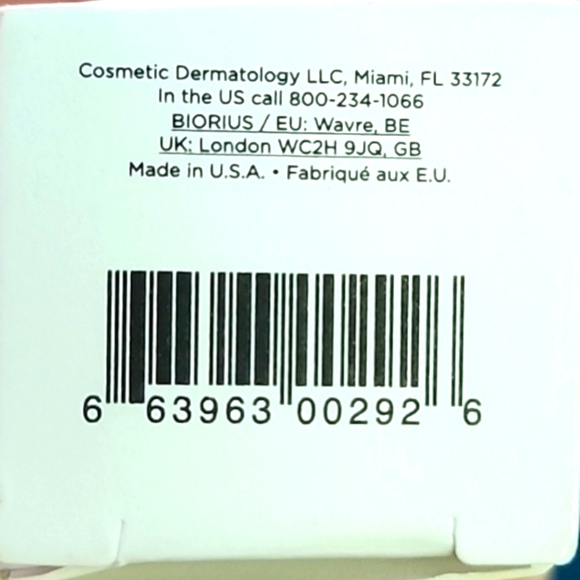 Cosmetic Dermatology LLC, Miami, FL 33172
In the US call 800-234-1066
BIORIUS / EU: Wavre, BE
UK: London WC2H 9JQ, GB
Made in U.S.A. • Fabriqué aux E.U.
6 63963 00292 6